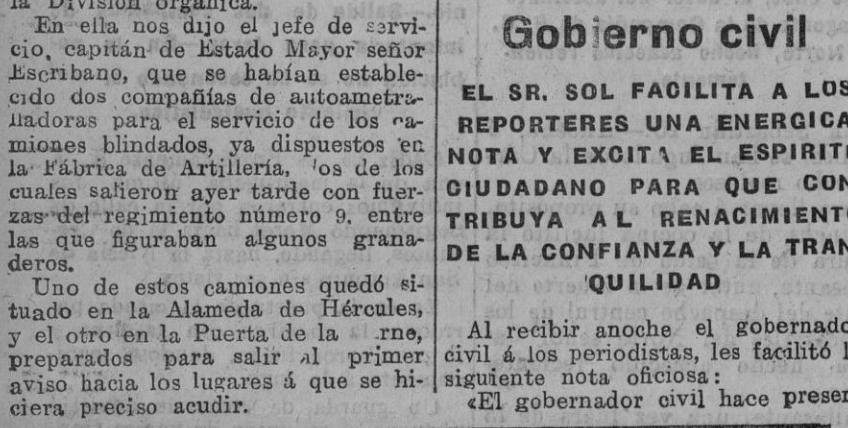 la División orgánica.
En ella nos dijo el jefe de servi-
cio, capitán de Estado Mayor señor
Escribano, que se habían estable-
cido dos compañías de autoametra-
lladoras para el servicio de los ca-
miones blindados, ya dispuestos en
la Fábrica de Artillería, los de los
cuales salieron ayer tarde con fuer-
zas del regimiento número 9, entre
las que figuraban algunos grana-
deros.
Uno de estos camiones quedó si-
tuado en la Alameda de Hércules,
y el otro en la Puerta de la rne,
preparados para salir al primer
aviso hacia los lugares á que se hi-
ciera preciso acudir.
Gobierno civil
EL SR. SOL FACILITA A LOS
REPORTEROS UNA ENERGICA
NOTA Y EXCITA EL ESPIRIT
CIUDADANO PARA QUE CON
TRIBUYA AL RENACIMIENT
DE LA CONFIANZA Y LA TRAN
QUILIDAD
Al recibir anoche el gobernado
civil á los periodistas, les facilitó l
siguiente nota oficiosa:
«El gobernador civil hace presen